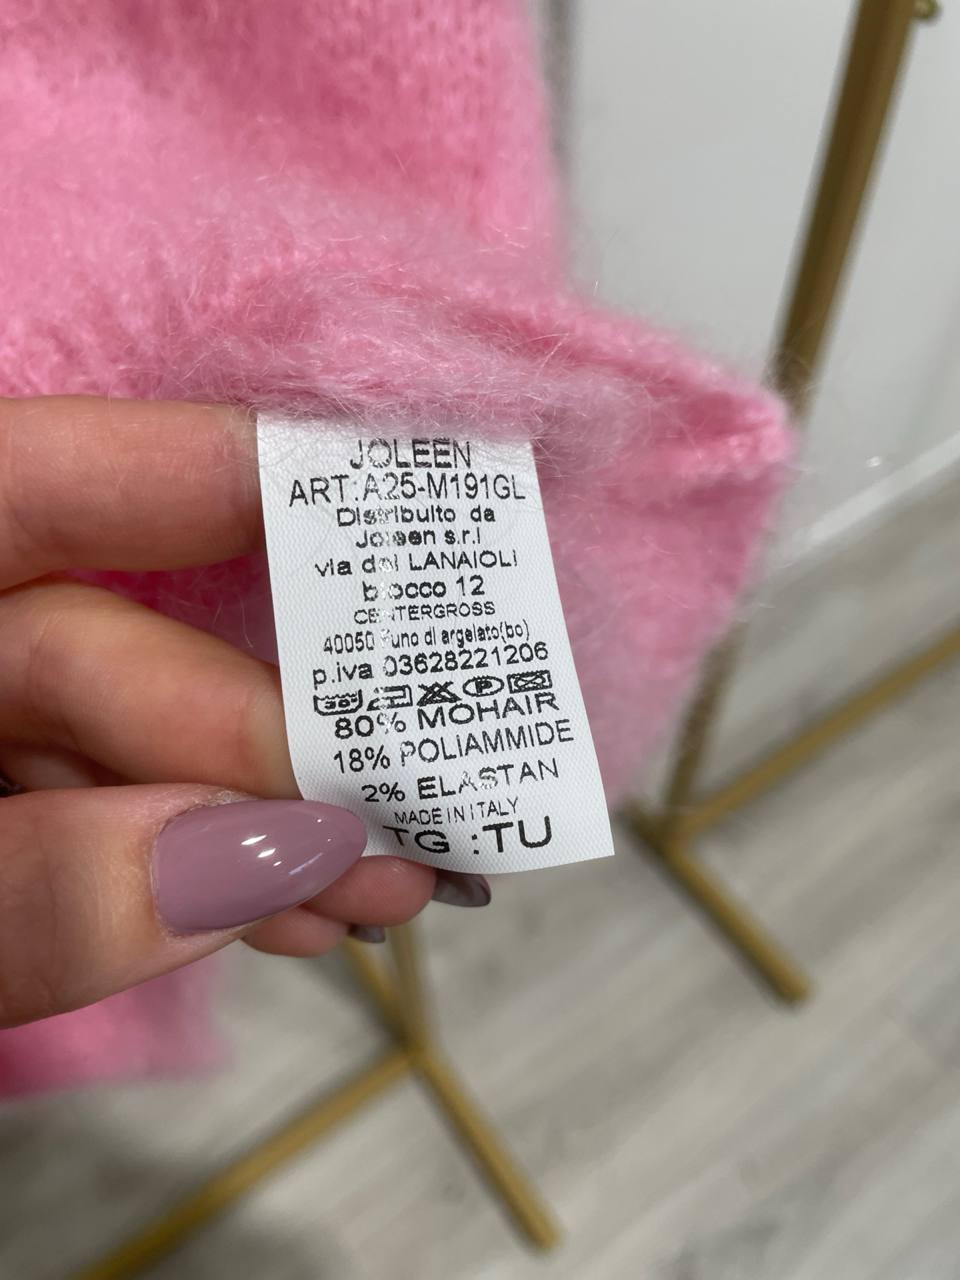 JOLEEN
ART:A25-M191GL
Distribuito da
Joleen s.r.l
via dei LANAIOLI
blocco 12
CENTERGROSS
40050 Funo di argelato(bo)
p.iva 03628221206
30° P
80% MOHAIR
18% POLIAMMIDE
2% ELASTAN
MADE IN ITALY
TG :TU